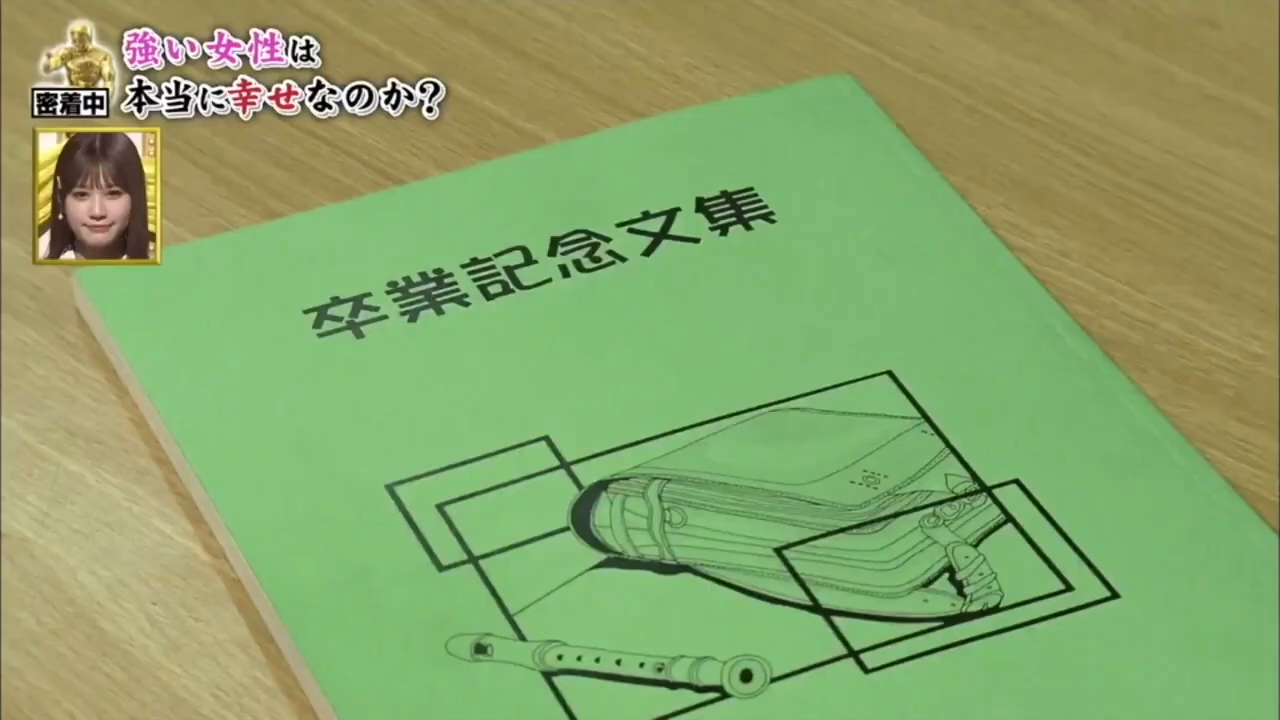 強い女性は
本当に幸せなのか?
密着中
卒業記念文集